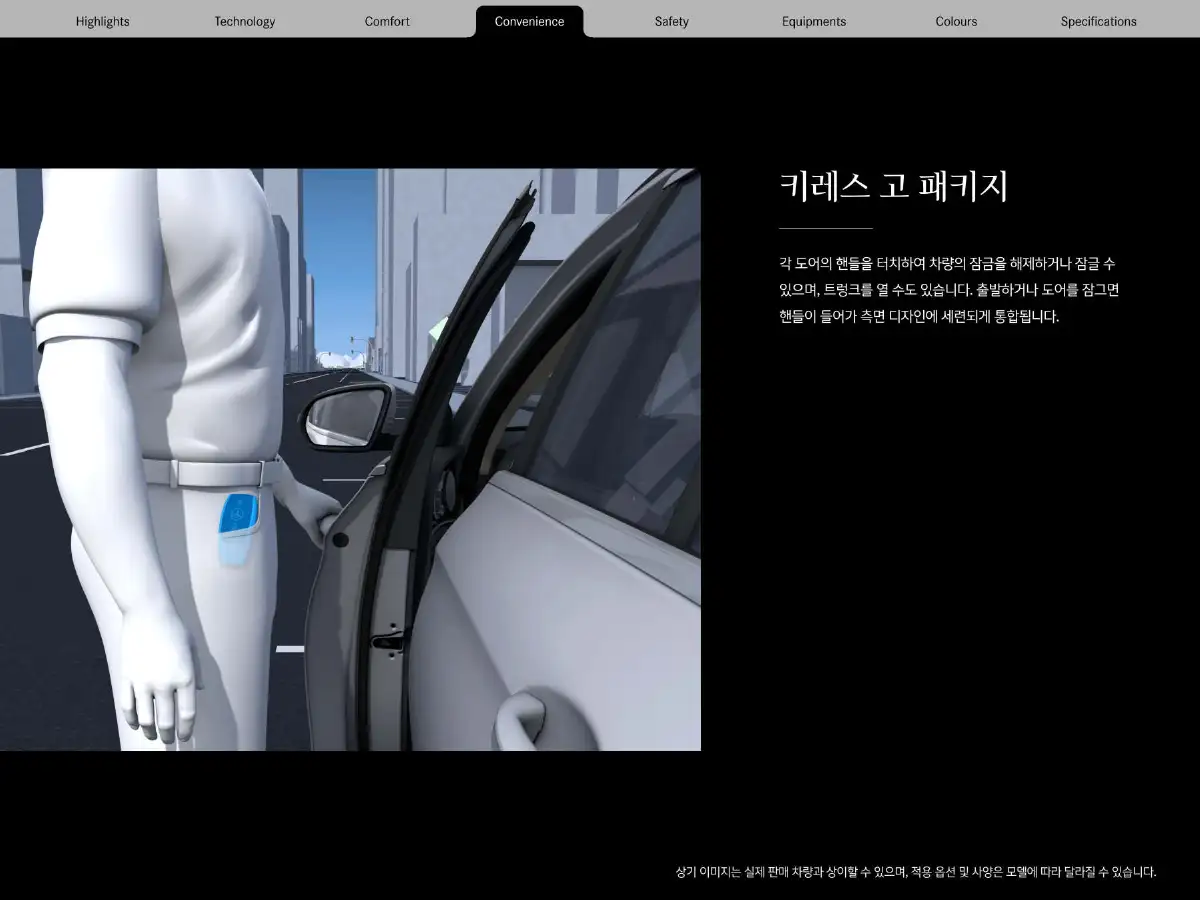 Highlights Technology Comfort Convenience Safety Equipments Colours Specifications
키레스 고 패키지
각 도어의 핸들을 터치하여 차량의 잠금을 해제하거나 잠글 수
있으며, 트렁크를 열 수도 있습니다. 출발하거나 도어를 잠그면
핸들이 들어가 측면 디자인에 세련되게 통합됩니다.
상기 이미지는 실제 판매 차량과 상이할 수 있으며, 적용 옵션 및 사양은 모델에 따라 달라질 수 있습니다.